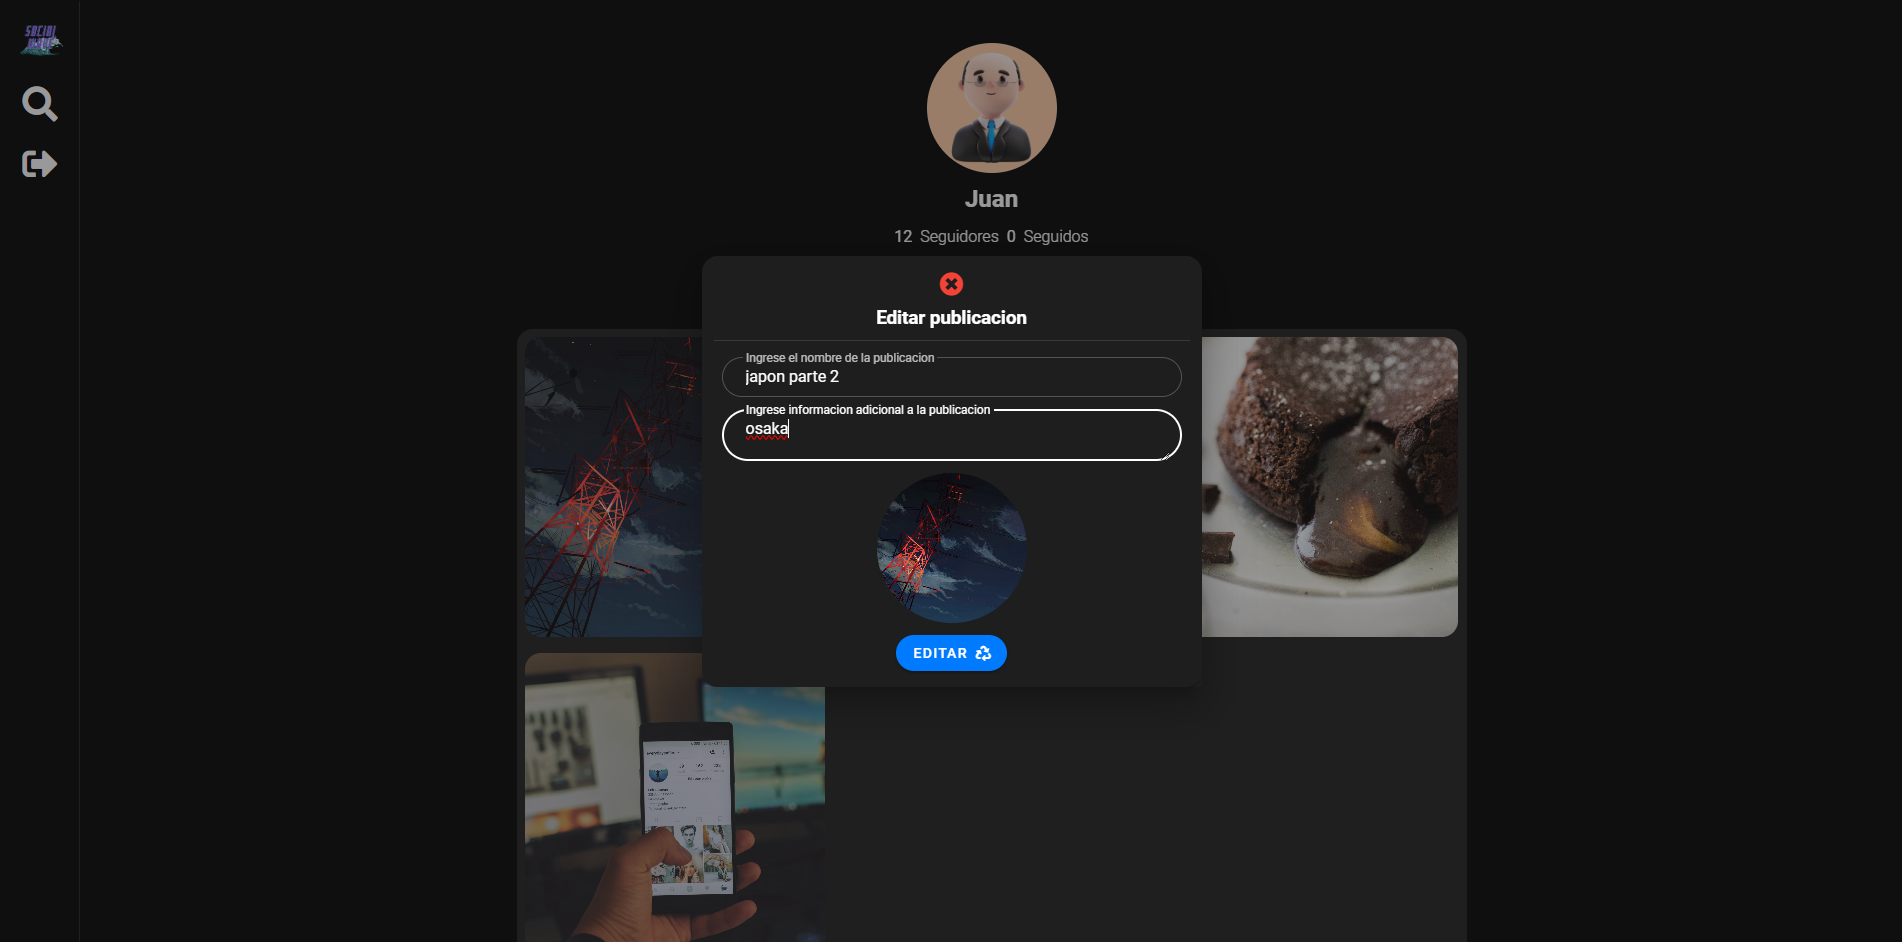 SOCIAL
WAVE
Juan
12 Seguidores 0 Seguidos
Editar publicacion
Ingrese el nombre de la publicacion
japon parte 2
Ingrese informacion adicional a la publicacion
osaka
EDITAR